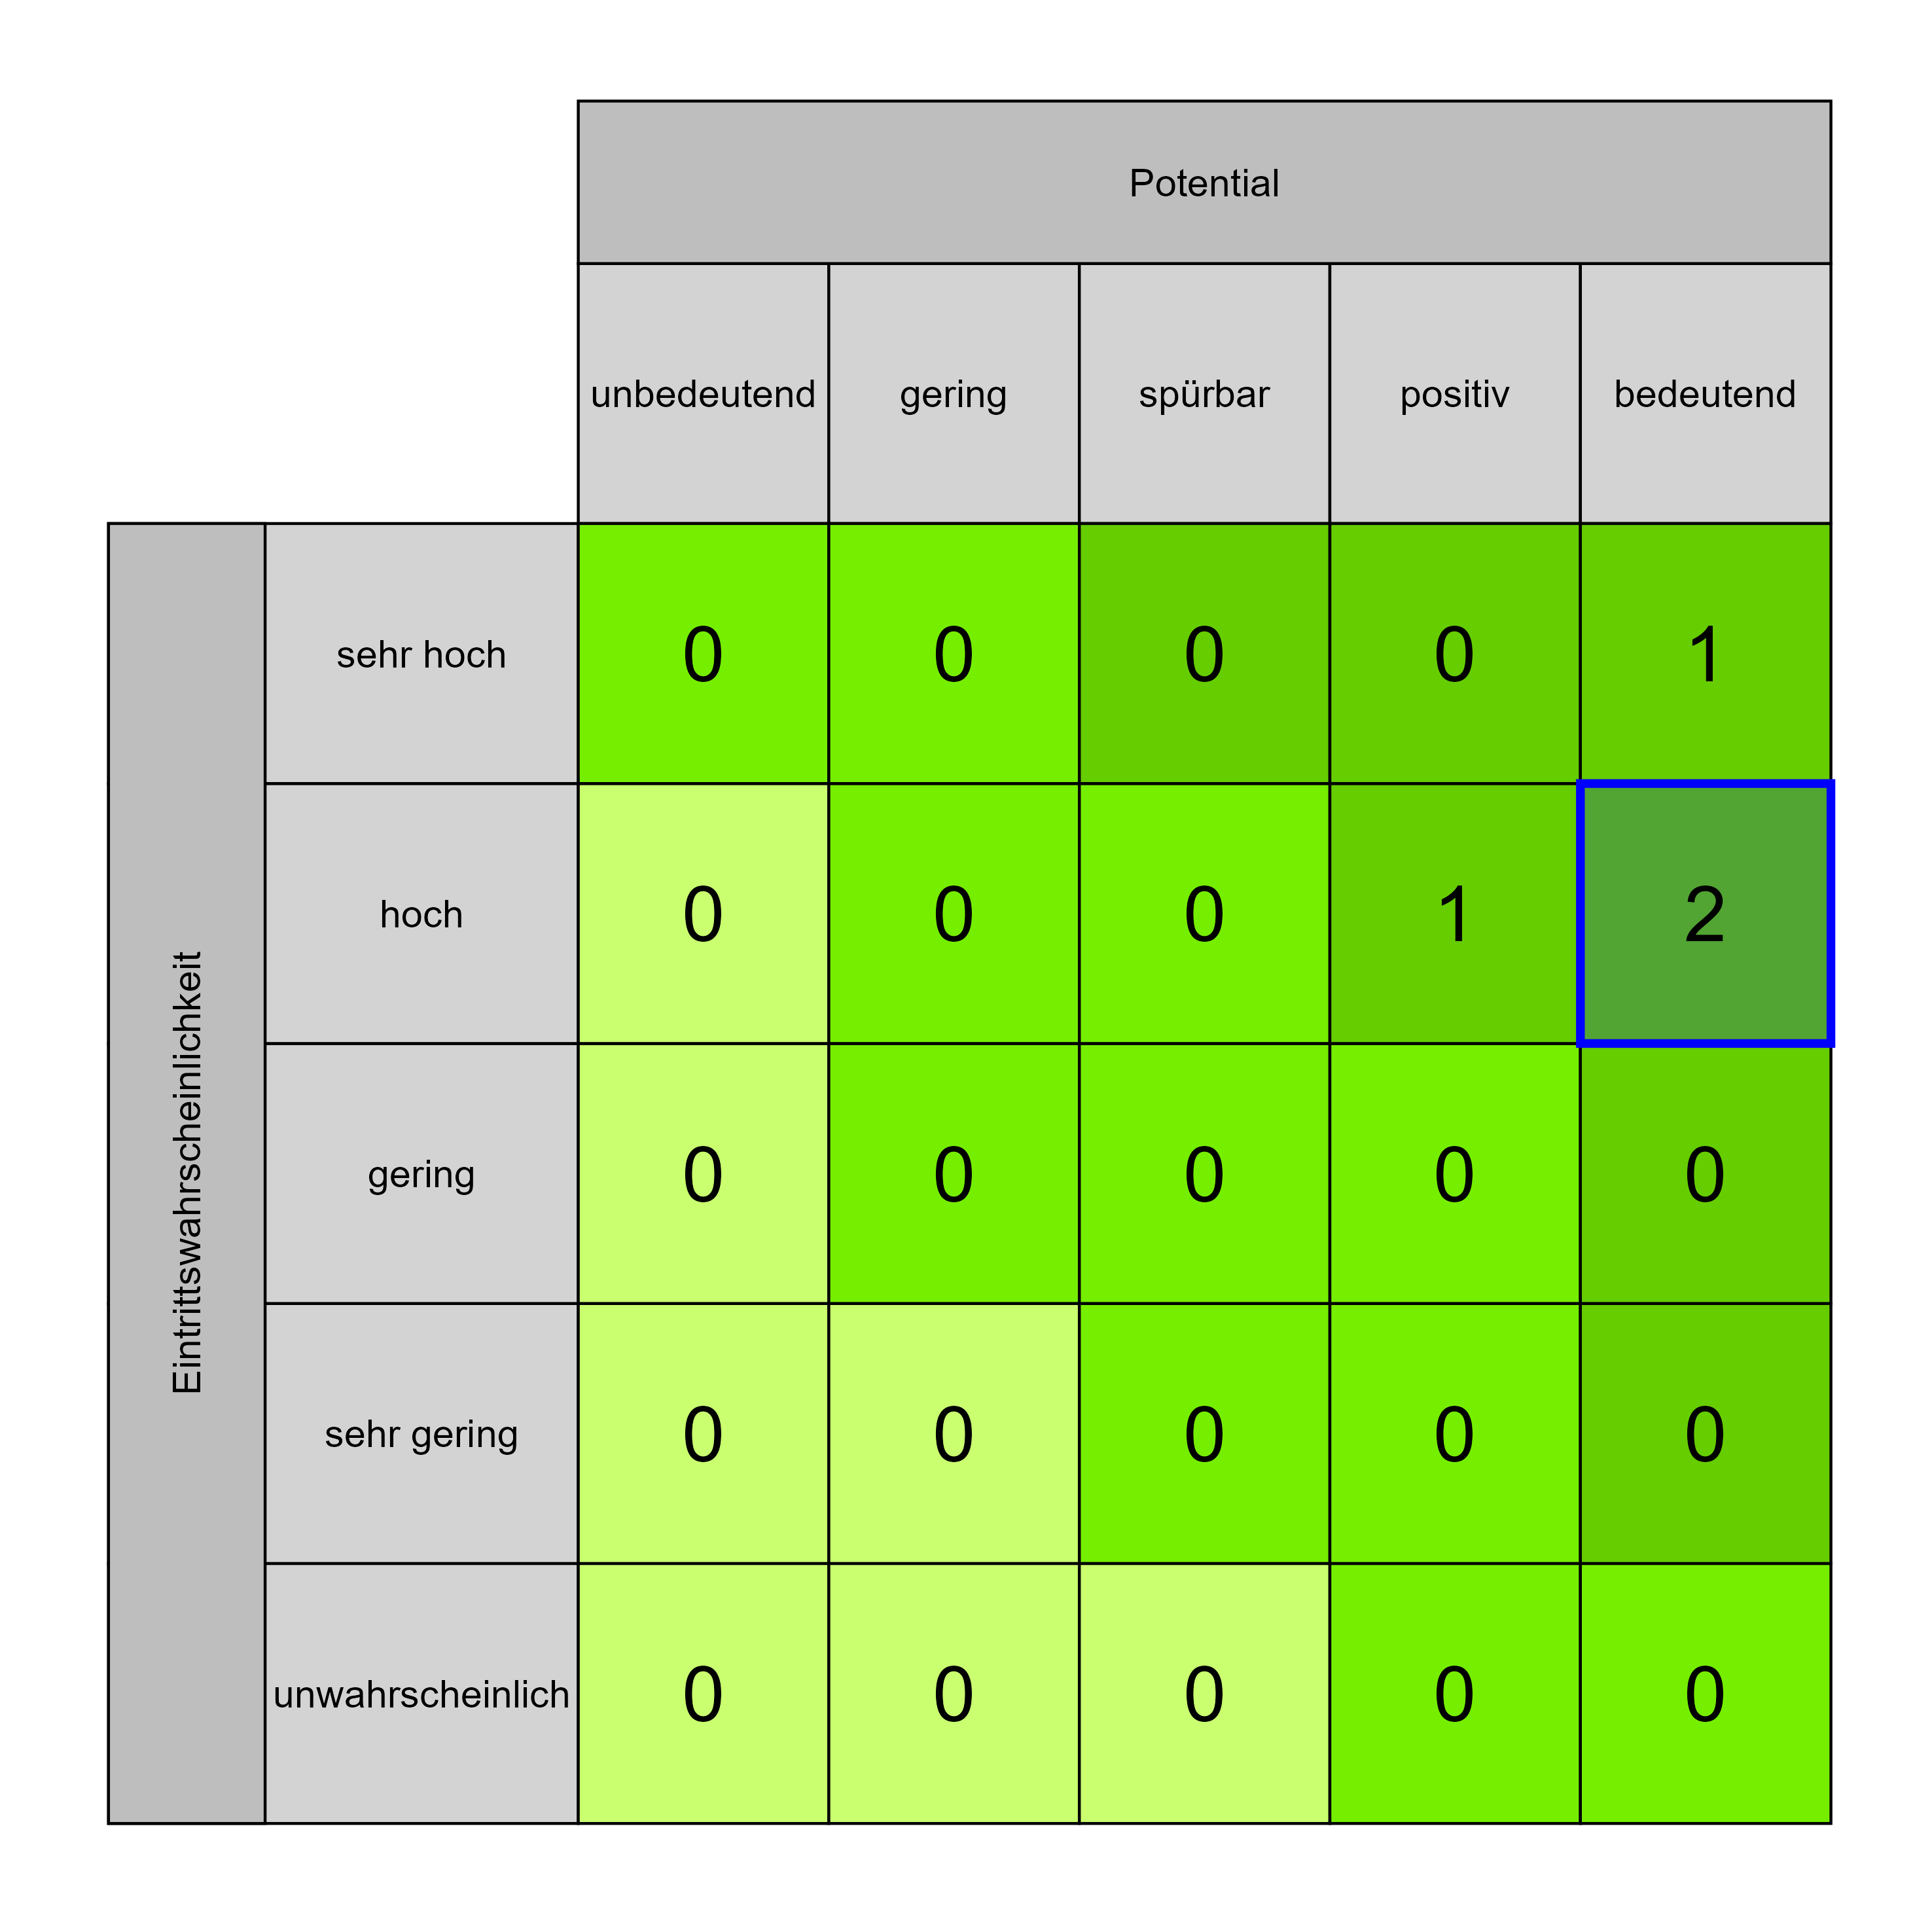 Potential
unbedeutend gering spürbar positiv bedeutend
Eintrittswahrscheinlichkeit
sehr hoch 0 0 0 0 1
hoch 0 0 0 1 2
gering 0 0 0 0 0
sehr gering 0 0 0 0 0
unwahrscheinlich 0 0 0 0 0